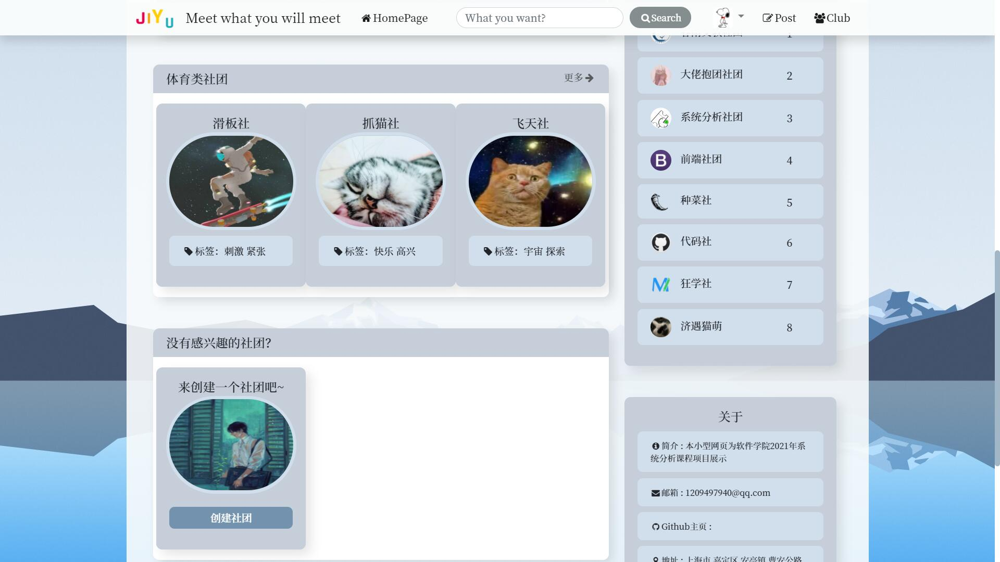 JIYU
Meet what you will meet
HomePage
What you want?
Search
Post
Club
体育类社团
更多
滑板社
标签：刺激 紧张
抓猫社
标签：快乐 高兴
飞天社
标签：宇宙 探索
没有感兴趣的社团?
来创建一个社团吧~
创建社团
1
大佬抱团社团 2
系统分析社团 3
前端社团 4
种菜社 5
代码社 6
狂学社 7
济遇猫萌 8
关于
简介 : 本小型网页为软件学院2021年系
统分析课程项目展示
邮箱 : 1209497940@qq.com
Github主页 :
地址 : 上海市 嘉定区 安亭镇 曹安公路